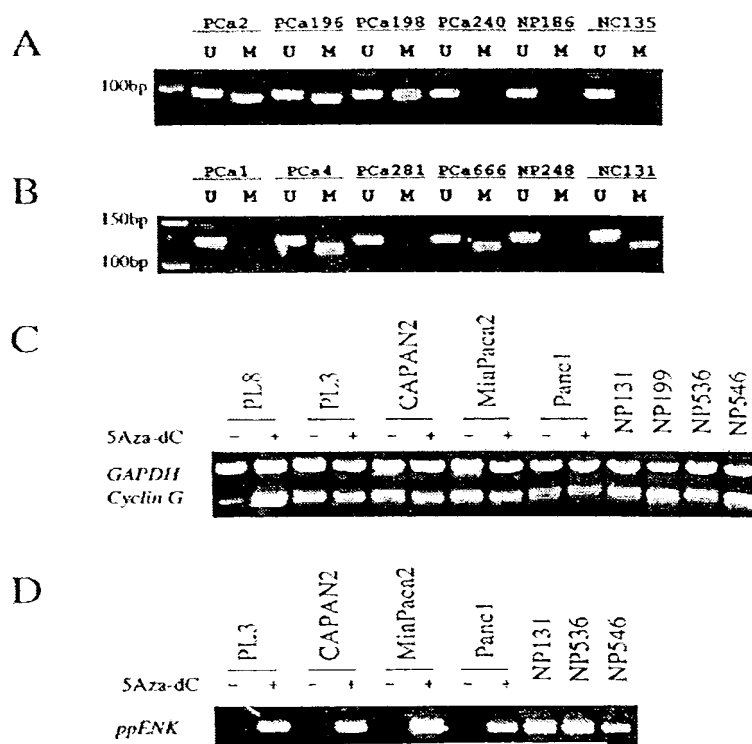 A
PCa2 PCa196 PCa198 PCa240 NP186 NC135
U M U M U M U M U M U M
100bp
B
PCa1 PCa4 PCa281 PCa666 NP248 NC131
U M U M U M U M U M U M
150bp
100bp
C
PL8 PL3 CAPAN2 MiaPaca2 Panc1 NP131 NP199 NP536 NP546
5Aza-dC - + - + - + - + - +
GAPDH
Cyclin G
D
PL3 CAPAN2 MiaPaca2 Panc1 NP131 NP536 NP546
5Aza-dC - + - + - + - +
ppENK